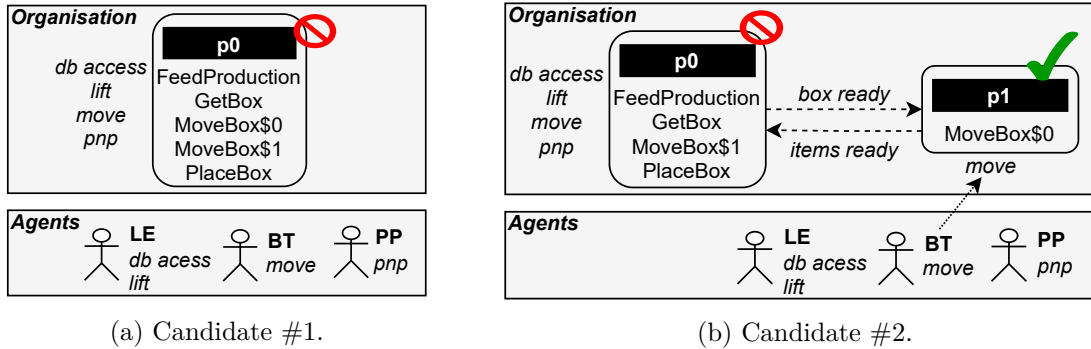 Organisation
p0
db access
lift
move
pnp
FeedProduction
GetBox
MoveBox$0
MoveBox$1
PlaceBox
Agents
LE
db acess
lift
BT
move
PP
pnp
(a) Candidate #1.
Organisation
p0
db access
lift
move
pnp
FeedProduction
GetBox
MoveBox$1
PlaceBox
box ready
items ready
p1
MoveBox$0
move
Agents
LE
db acess
lift
BT
move
PP
pnp
(b) Candidate #2.